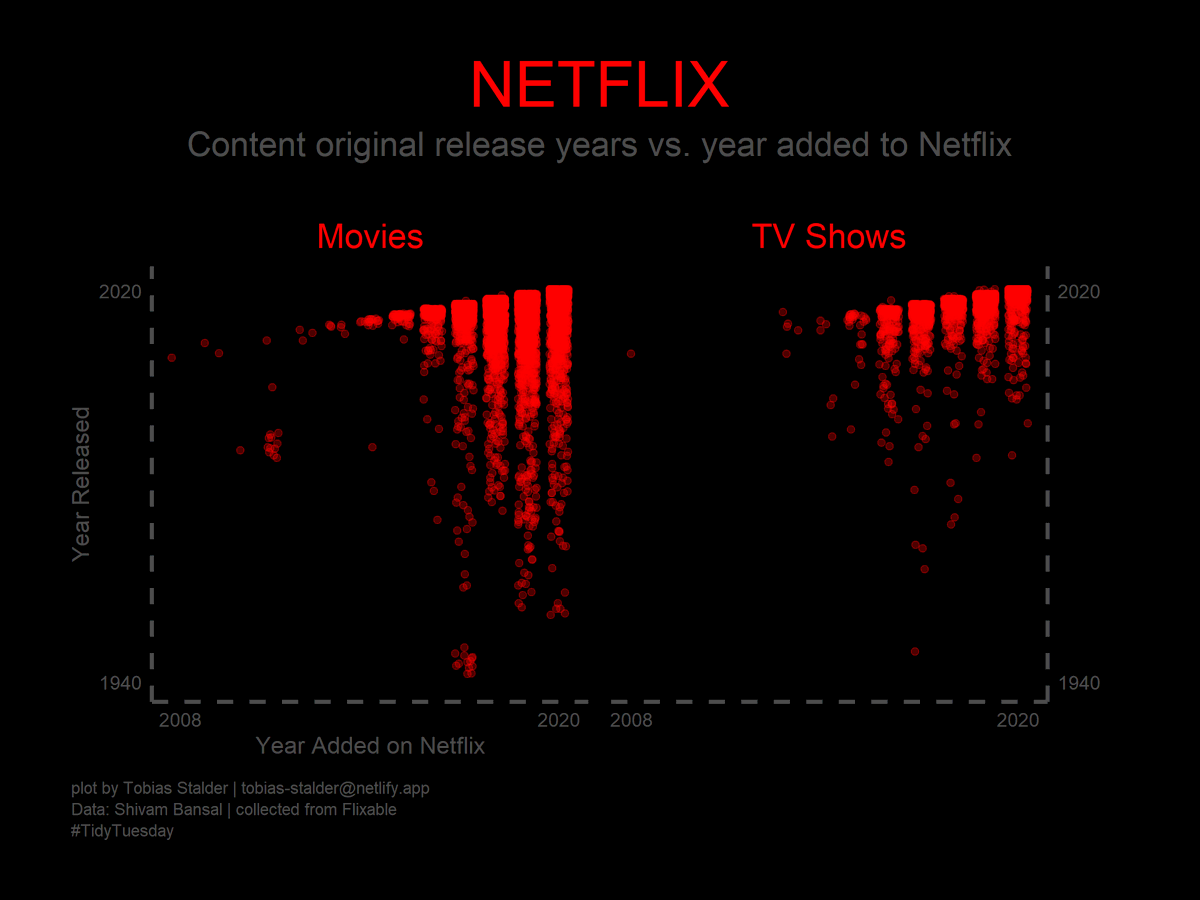 NETFLIX
Content original release years vs. year added to Netflix
Movies
TV Shows
2020
2020
Year Released
1940
1940
2008
2020
2008
2020
Year Added on Netflix
plot by Tobias Stalder | tobias-stalder@netlify.app
Data: Shivam Bansal | collected from Flixable
#TidyTuesday